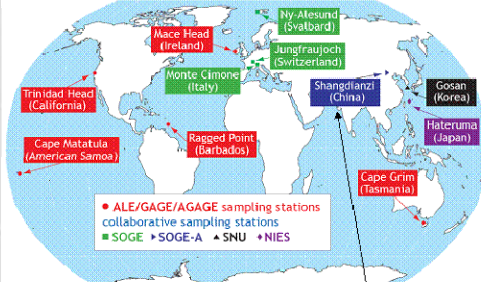 Ny-Alesund
(Svalbard)
Mace Head
(Ireland)
Jungfraujoch
(Switzerland)
Monte Cimone
(Italy)
Shangdianzi
(China)
Gosan
(Korea)
Trinidad Head
(California)
Hateruma
(Japan)
Ragged Point
(Barbados)
Cape Matatula
(American Samoa)
Cape Grim
(Tasmania)
ALE/GAGE/AGAGE sampling stations
collaborative sampling stations
SOGE SOGE-A SNU NIES